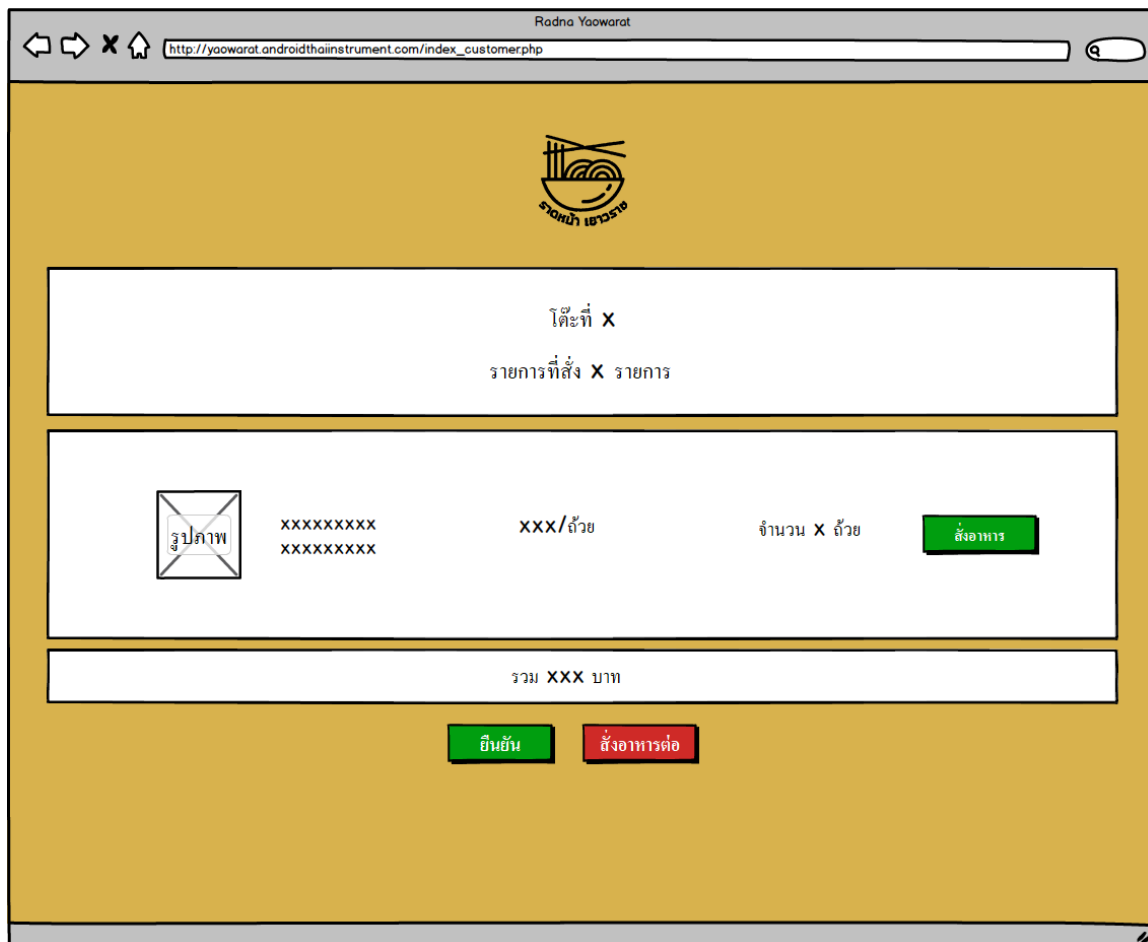 Radna Yaowarat
http://yaowarat.androidthaiinstrument.com/index_customer.php
ราดหน้า เยาวราช
โต๊ะที่ X
รายการที่สั่ง X รายการ
รูปภาพ
xxxxxxxxx
xxxxxxxxx
xxx/ถ้วย
จำนวน X ถ้วย
สั่งอาหาร
รวม XXX บาท
ยืนยัน
สั่งอาหารต่อ